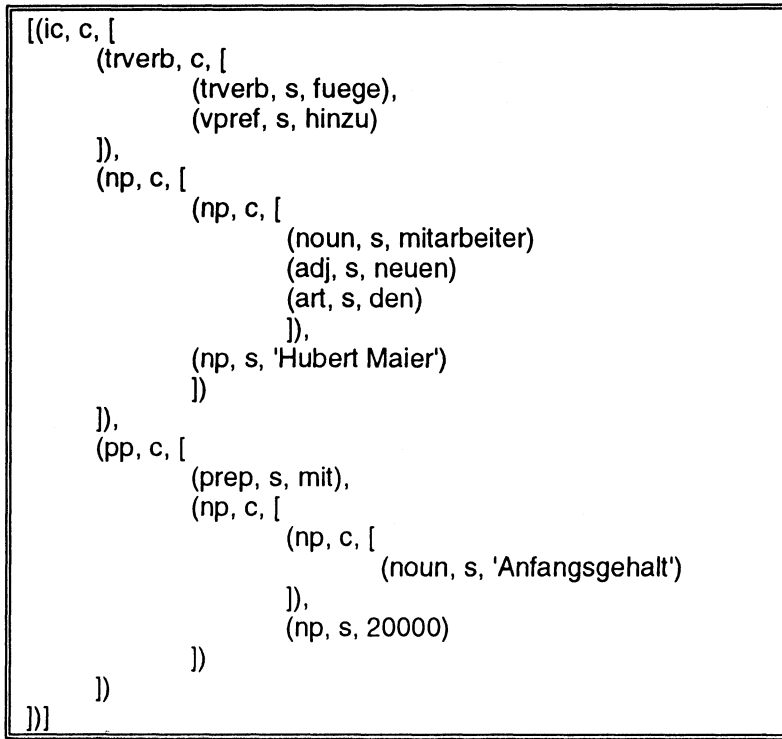 [(ic, c, [
(trverb, c, [
(trverb, s, fuege),
(vpref, s, hinzu)
]),
(np, c, [
(np, c, [
(noun, s, mitarbeiter)
(adj, s, neuen)
(art, s, den)
]),
(np, s, 'Hubert Maier')
])
]),
(pp, c, [
(prep, s, mit),
(np, c, [
(np, c, [
(noun, s, 'Anfangsgehalt')
]),
(np, s, 20000)
])
])
])]